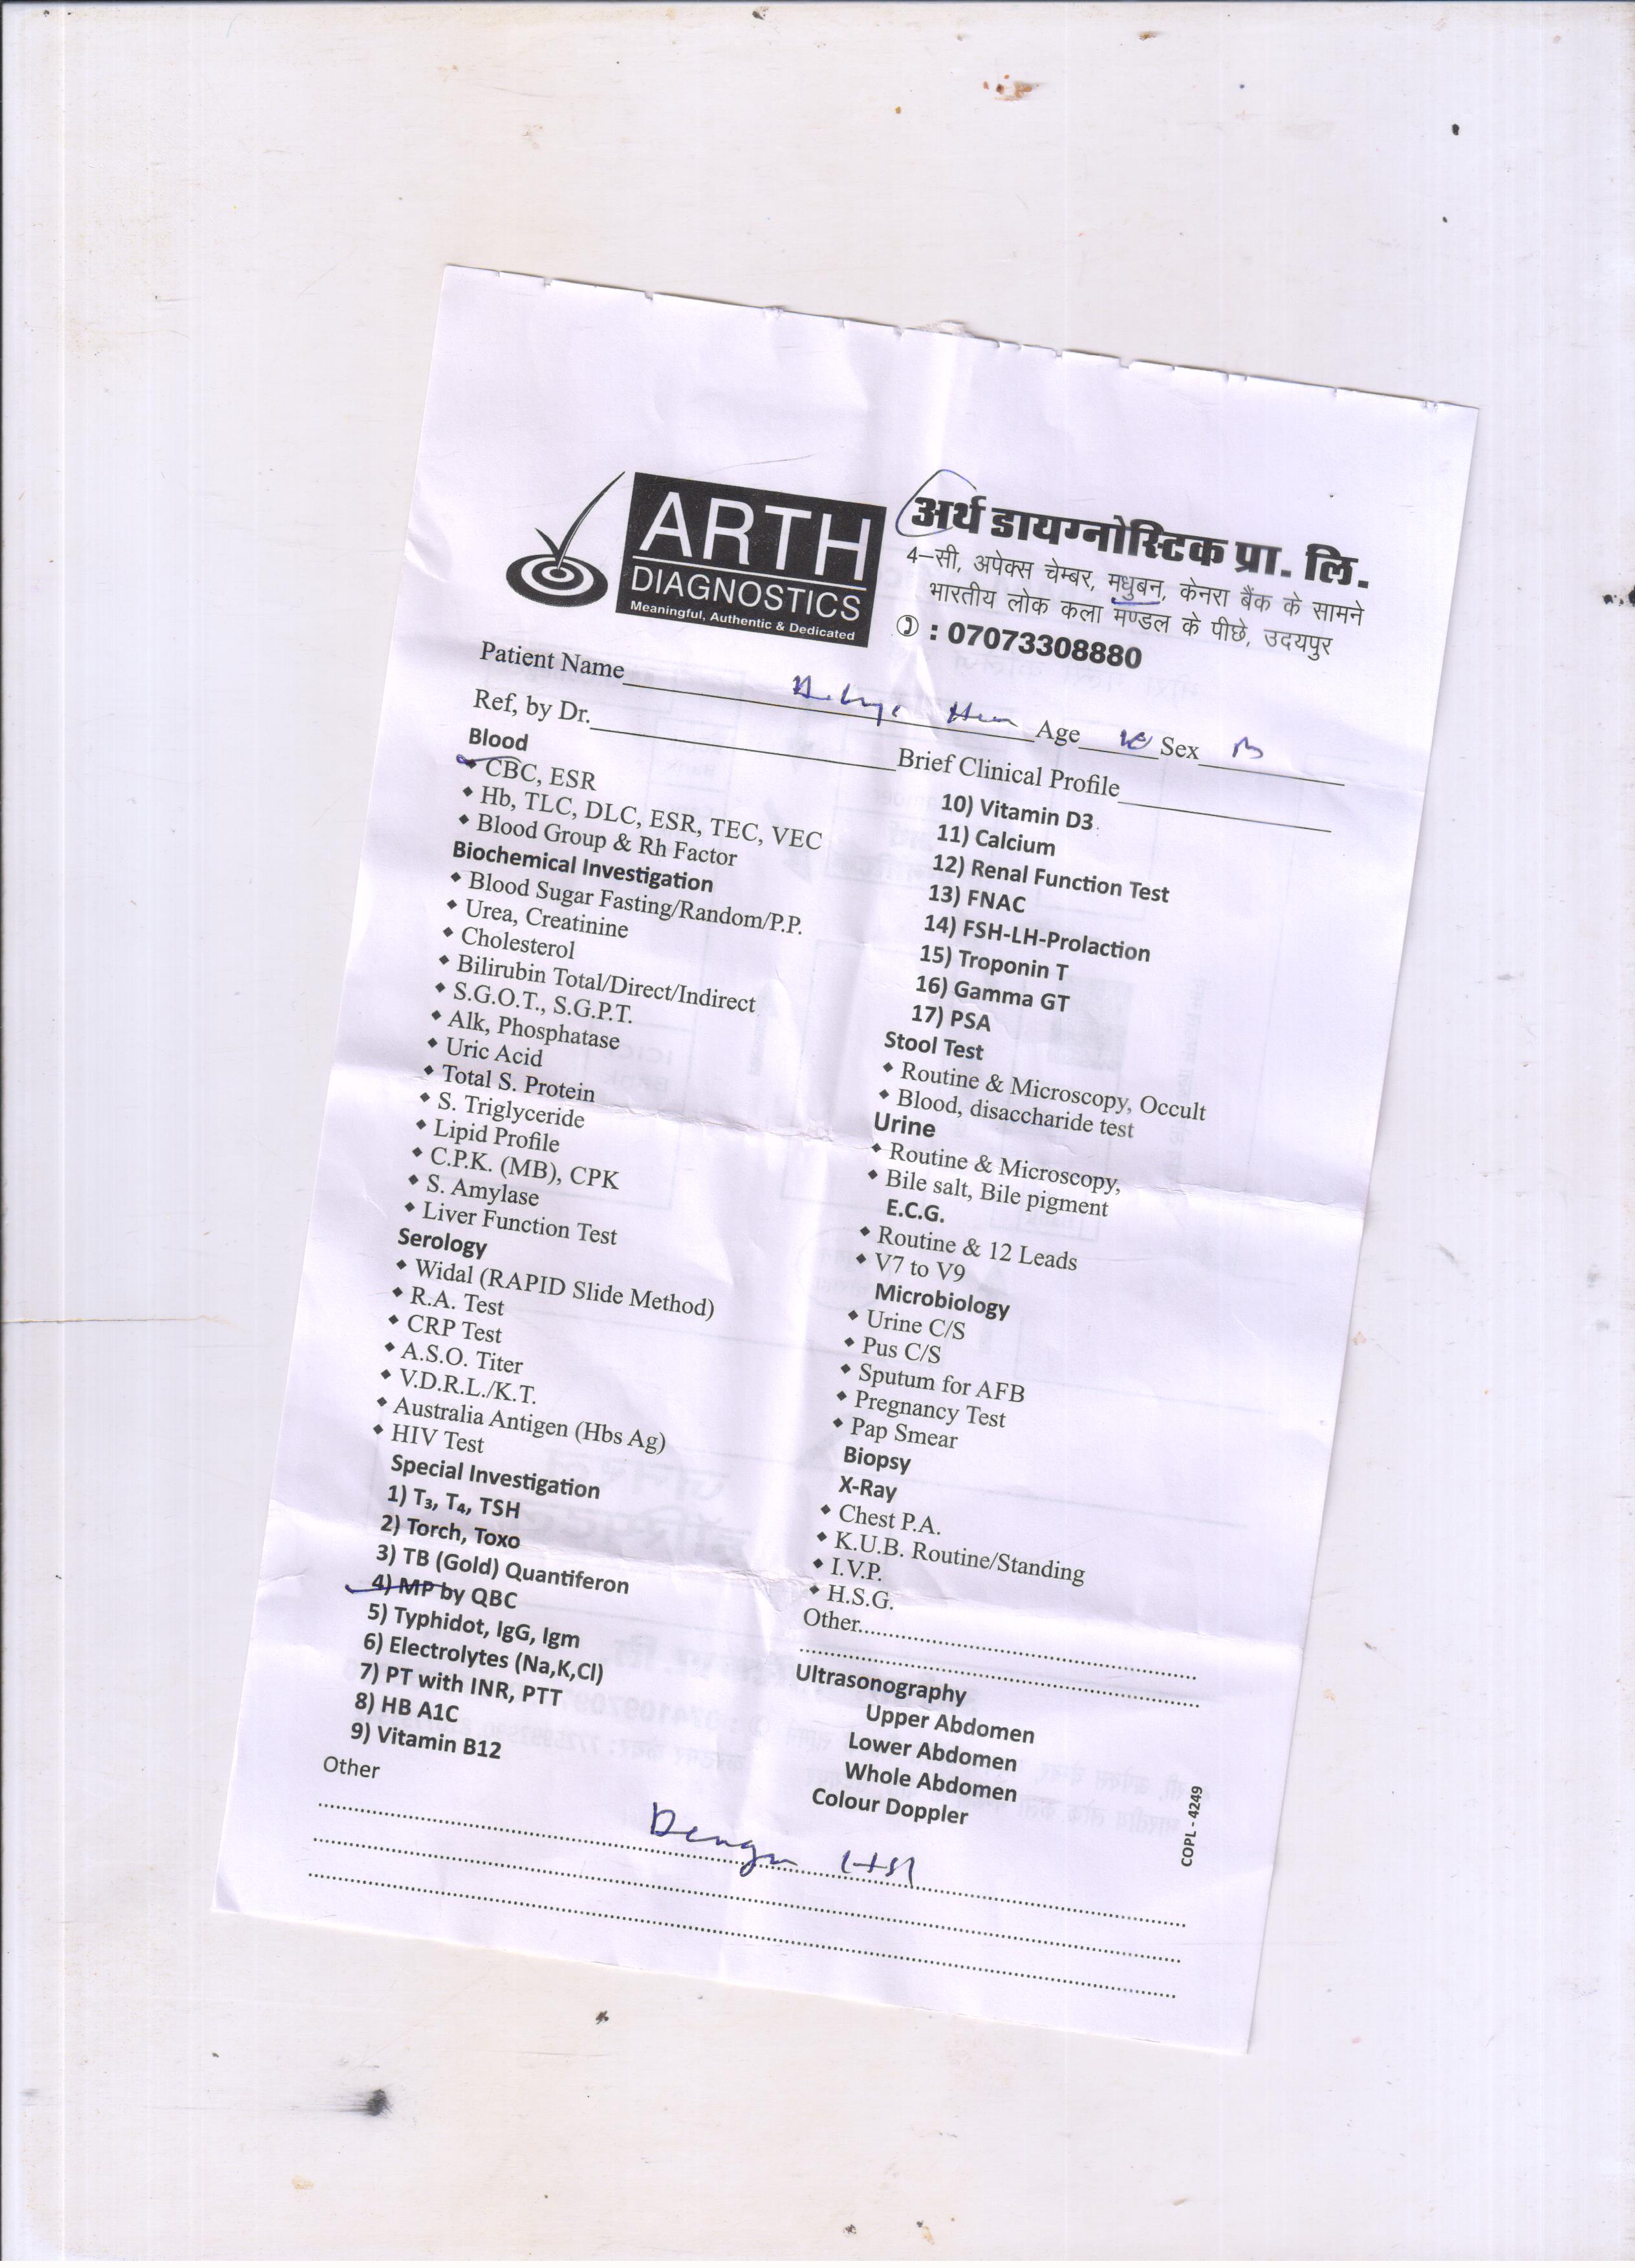 ARTH
DIAGNOSTICS
Meaningful, Authentic & Dedicated
अर्थ डायग्नोस्टिक प्रा. लि.
4–सी, अपेक्स चेम्बर, मधुबन, केनरा बैंक के सामने
भारतीय लोक कला मण्डल के पीछे, उदयपुर
: 07073308880
Patient Name Age Sex
Ref, by Dr. Brief Clinical Profile
Blood
CBC, ESR
Hb, TLC, DLC, ESR, TEC, VEC
Blood Group & Rh Factor
Biochemical Investigation
Blood Sugar Fasting/Random/P.P.
Urea, Creatinine
Cholesterol
Bilirubin Total/Direct/Indirect
S.G.O.T., S.G.P.T.
Alk, Phosphatase
Uric Acid
Total S. Protein
S. Triglyceride
Lipid Profile
C.P.K. (MB), CPK
S. Amylase
Liver Function Test
Serology
Widal (RAPID Slide Method)
R.A. Test
CRP Test
A.S.O. Titer
V.D.R.L./K.T.
Australia Antigen (Hbs Ag)
HIV Test
Special Investigation
1) T₃, T₄, TSH
2) Torch, Toxo
3) TB (Gold) Quantiferon
4) MP by QBC
5) Typhidot, IgG, Igm
6) Electrolytes (Na,K,Cl)
7) PT with INR, PTT
8) HB A1C
9) Vitamin B12
Other
10) Vitamin D3
11) Calcium
12) Renal Function Test
13) FNAC
14) FSH-LH-Prolaction
15) Troponin T
16) Gamma GT
17) PSA
Stool Test
Routine & Microscopy, Occult
Blood, disaccharide test
Urine
Routine & Microscopy,
Bile salt, Bile pigment
E.C.G.
Routine & 12 Leads
V7 to V9
Microbiology
Urine C/S
Pus C/S
Sputum for AFB
Pregnancy Test
Pap Smear
Biopsy
X-Ray
Chest P.A.
K.U.B. Routine/Standing
I.V.P.
H.S.G.
Other
Ultrasonography
Upper Abdomen
Lower Abdomen
Whole Abdomen
Colour Doppler
COPL - 4249